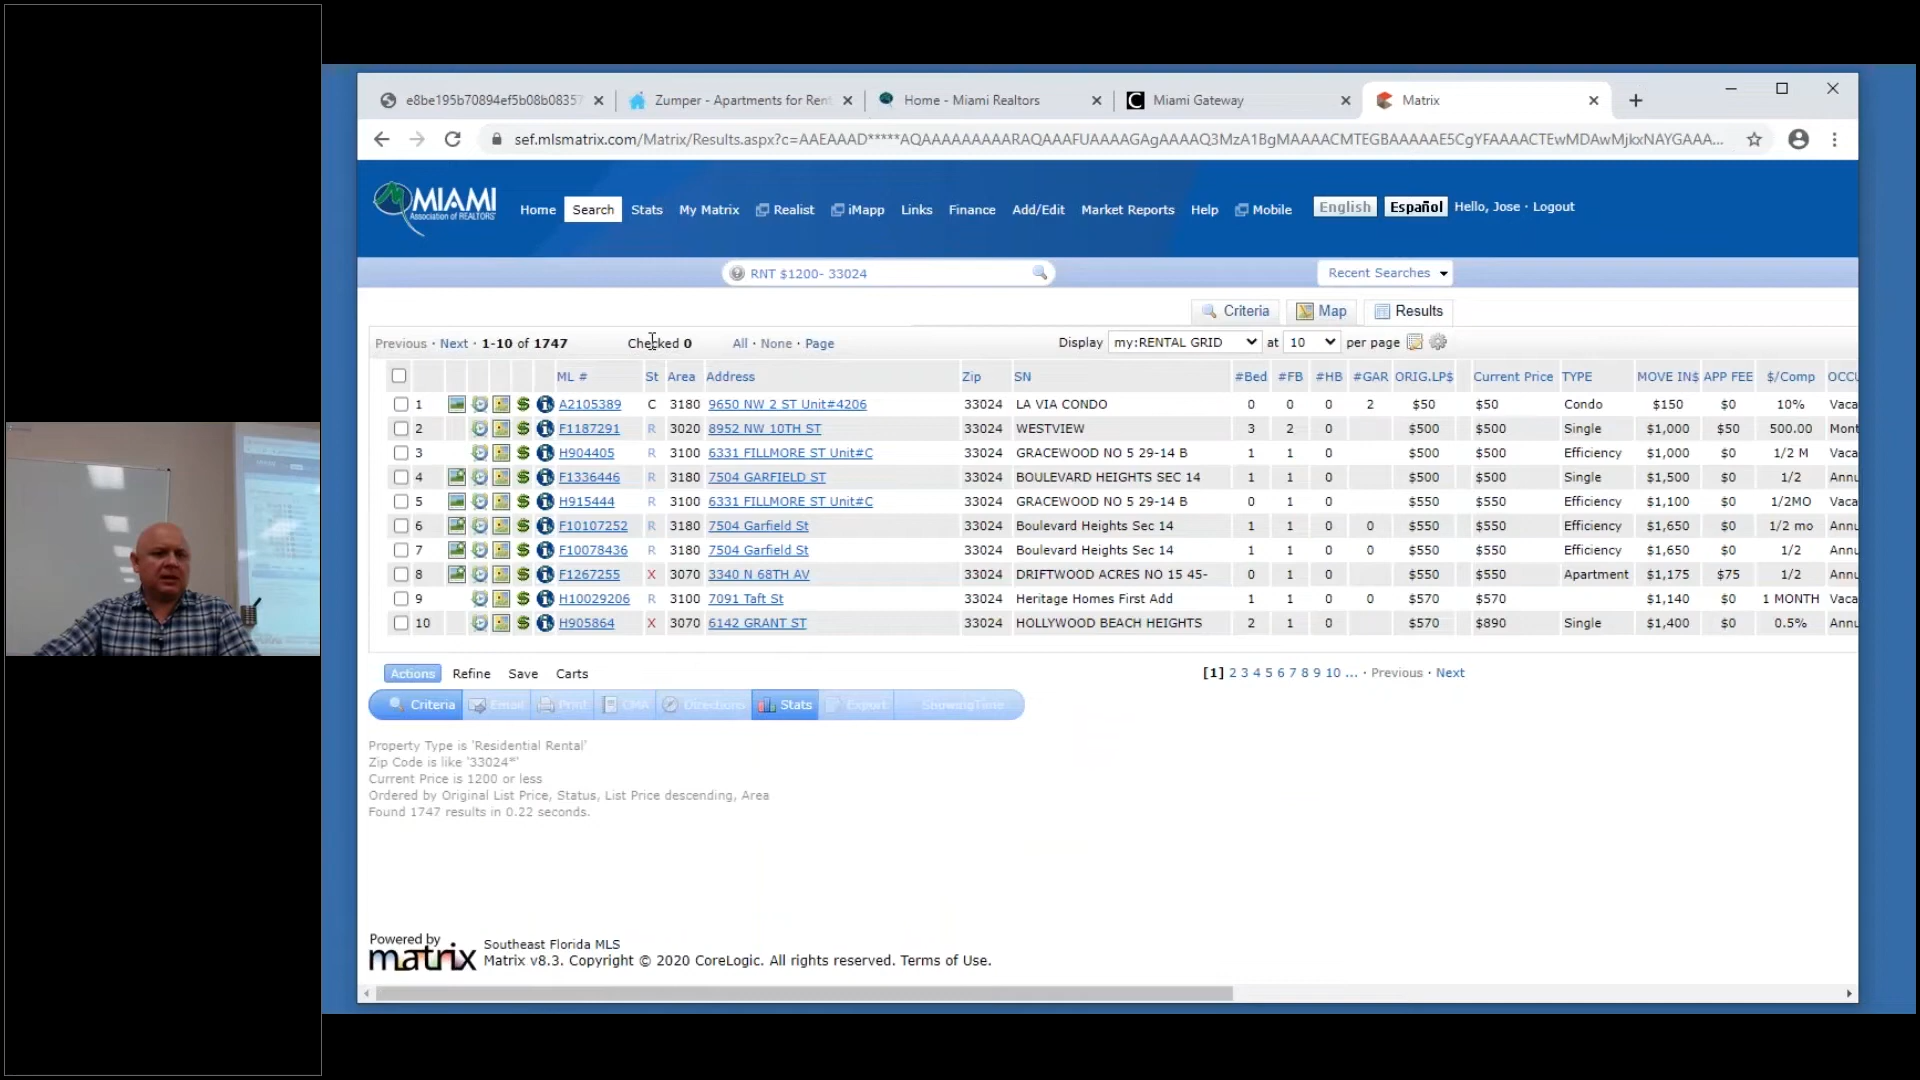 e8be195b70894ef5b08b08357
Zumper - Apartments for Rent
Home - Miami Realtors
Miami Gateway
Matrix
sef.mlsmatrix.com/Matrix/Results.aspx?c=AAEAAAD*****AQAAAAAAAAARAQAAAFUAAAAGAgAAAAQ3MzA1BgMAAAACMTEGBAAAAAE5CgYFAAAACTEwMDAwMjkxNAYGAAA...
MIAMI
Association of REALTORS
Home Search Stats My Matrix Realist iMapp Links Finance Add/Edit Market Reports Help Mobile English Español Hello, Jose · Logout
RNT $1200- 33024
Recent Searches
Criteria Map Results
Previous · Next · 1-10 of 1747 Checked 0 All · None · Page Display my:RENTAL GRID at 10 per page
ML # St Area Address Zip SN #Bed #FB #HB #GAR ORIG.LP$ Current Price TYPE MOVE IN$ APP FEE $/Comp OCCU
1 A2105389 C 3180 9650 NW 2 ST Unit#4206 33024 LA VIA CONDO 0 0 0 2 $50 $50 Condo $150 $0 10% Vaca
2 F1187291 R 3020 8952 NW 10TH ST 33024 WESTVIEW 3 2 0 $500 $500 Single $1,000 $50 500.00 Mont
3 H904405 R 3100 6331 FILLMORE ST Unit#C 33024 GRACEWOOD NO 5 29-14 B 1 1 0 $500 $500 Efficiency $1,000 $0 1/2 M Vaca
4 F1336446 R 3180 7504 GARFIELD ST 33024 BOULEVARD HEIGHTS SEC 14 1 1 0 $500 $500 Single $1,500 $0 1/2 Annu
5 H915444 R 3100 6331 FILLMORE ST Unit#C 33024 GRACEWOOD NO 5 29-14 B 0 1 0 $550 $550 Efficiency $1,100 $0 1/2MO Vaca
6 F10107252 R 3180 7504 Garfield St 33024 Boulevard Heights Sec 14 1 1 0 0 $550 $550 Efficiency $1,650 $0 1/2 mo Annu
7 F10078436 R 3180 7504 Garfield St 33024 Boulevard Heights Sec 14 1 1 0 0 $550 $550 Efficiency $1,650 $0 1/2 Annu
8 F1267255 X 3070 3340 N 68TH AV 33024 DRIFTWOOD ACRES NO 15 45- 0 1 0 $550 $550 Apartment $1,175 $75 1/2 Annu
9 H10029206 R 3100 7091 Taft St 33024 Heritage Homes First Add 1 1 0 0 $570 $570 $1,140 $0 1 MONTH Vaca
10 H905864 X 3070 6142 GRANT ST 33024 HOLLYWOOD BEACH HEIGHTS 2 1 0 $570 $890 Single $1,400 $0 0.5% Annu
Actions Refine Save Carts
[1] 2 3 4 5 6 7 8 9 10 ... · Previous · Next
Criteria Email Print CMA Directions Stats Export ShowingTime
Property Type is 'Residential Rental'
Zip Code is like '33024*'
Current Price is 1200 or less
Ordered by Original List Price, Status, List Price descending, Area
Found 1747 results in 0.22 seconds.
Powered by
matrix
Southeast Florida MLS
Matrix v8.3. Copyright © 2020 CoreLogic. All rights reserved. Terms of Use.